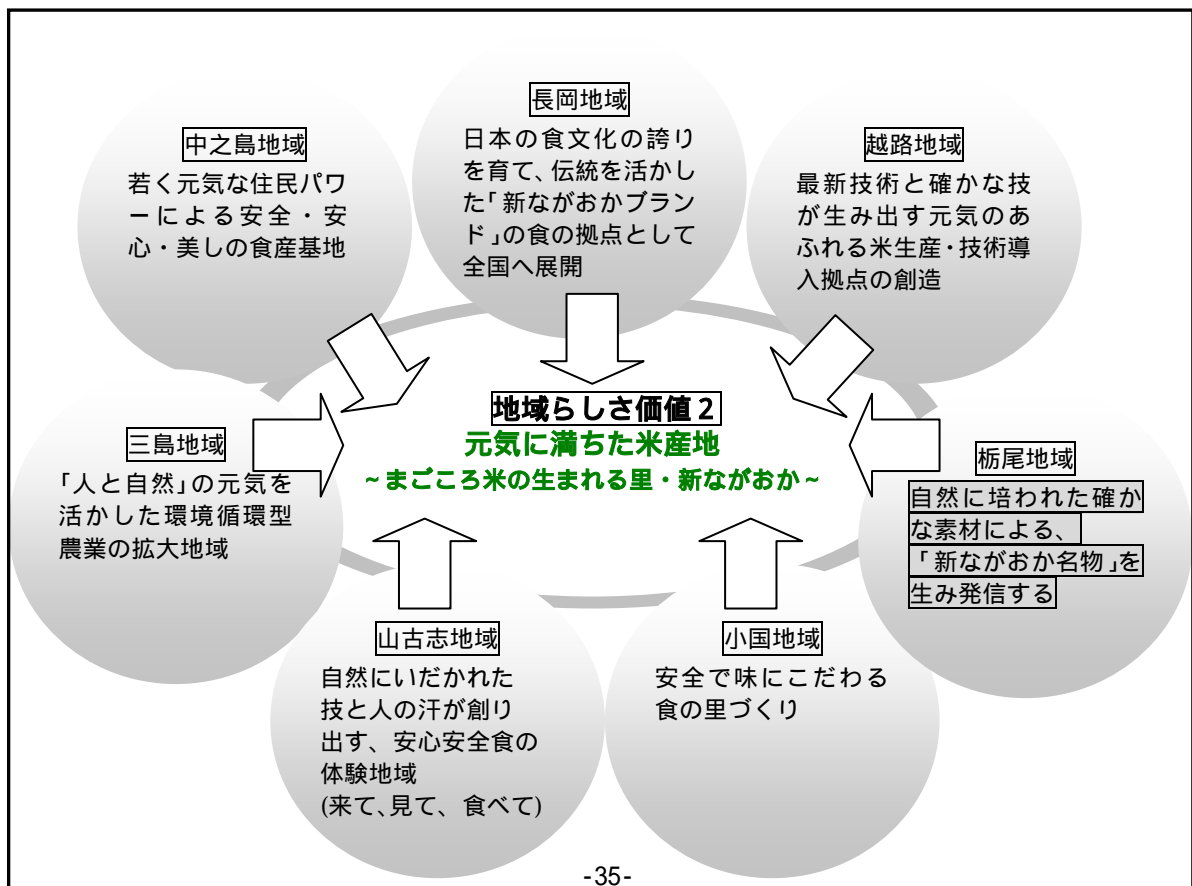 長岡地域
日本の食文化の誇り
を育て、伝統を活かし
た「新ながおかブラン
ド」の食の拠点として
全国へ展開
中之島地域
若く元気な住民パワ
ーによる安全・安
心・美しの食産基地
越路地域
最新技術と確かな技
が生み出す元気のあ
ふれる米生産・技術導
入拠点の創造
地域らしさ価値2
元気に満ちた米産地
~まごころ米の生まれる里・新ながおか~
三島地域
「人と自然」の元気を
活かした環境循環型
農業の拡大地域
栃尾地域
自然に培われた確か
な素材による、
「新ながおか名物」を
生み発信する
山古志地域
自然にいだかれた
技と人の汗が創り
出す、安心安全食の
体験地域
(来て、見て、食べて)
小国地域
安全で味にこだわる
食の里づくり
-35-